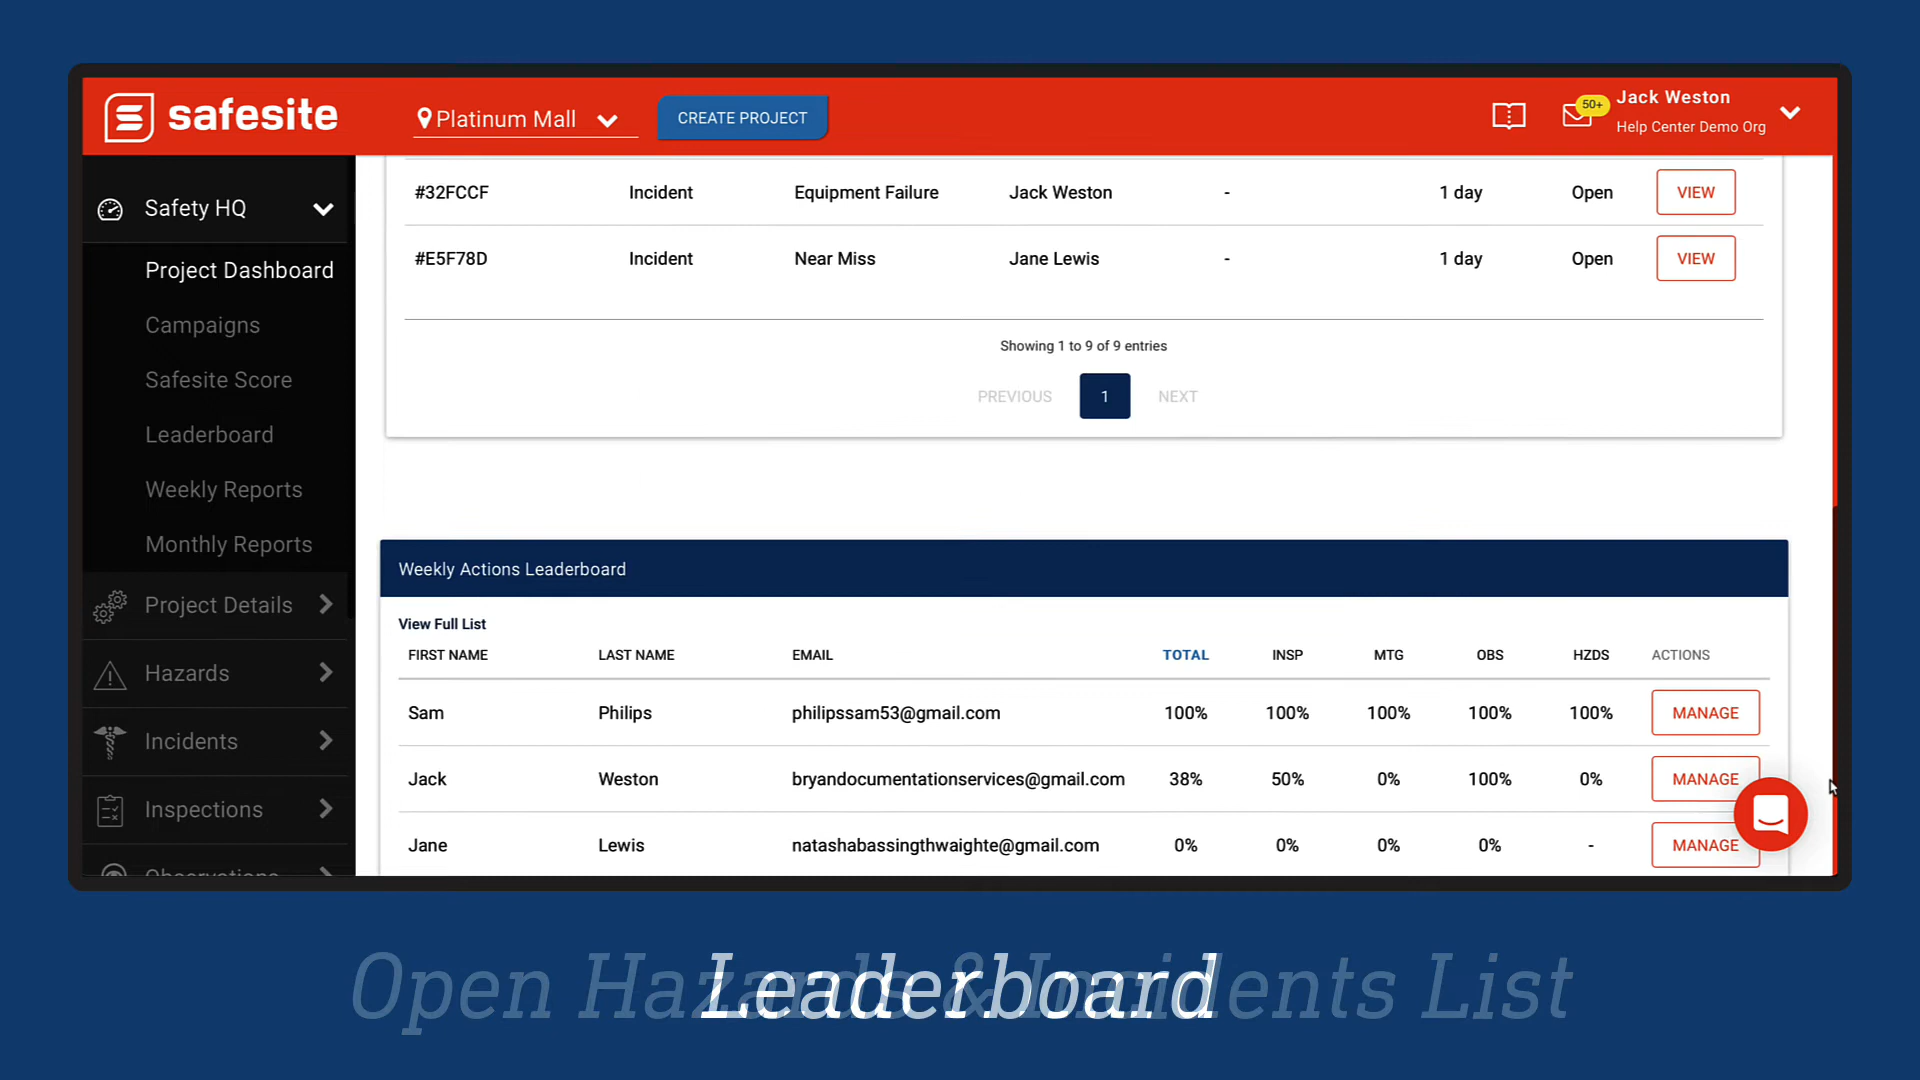 safesite
Platinum Mall
CREATE PROJECT
50+
Jack Weston
Help Center Demo Org
Safety HQ
Project Dashboard
Campaigns
Safesite Score
Leaderboard
Weekly Reports
Monthly Reports
Project Details
Hazards
Incidents
Inspections
Observations
#32FCCF Incident Equipment Failure Jack Weston - 1 day Open VIEW
#E5F78D Incident Near Miss Jane Lewis - 1 day Open VIEW
Showing 1 to 9 of 9 entries
PREVIOUS 1 NEXT
Weekly Actions Leaderboard
View Full List
FIRST NAME LAST NAME EMAIL TOTAL INSP MTG OBS HZDS ACTIONS
Sam Philips philipssam53@gmail.com 100% 100% 100% 100% 100% MANAGE
Jack Weston bryandocumentationservices@gmail.com 38% 50% 0% 100% 0% MANAGE
Jane Lewis natashabassingthwaighte@gmail.com 0% 0% 0% 0% - MANAGE
Open Hazards & Incidents List
Leaderboard